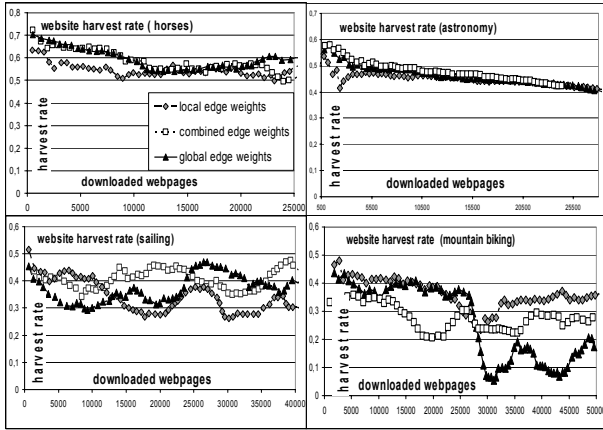 website harvest rate ( horses)
0,8
0,7
0,6
0,5
0,4
0,3
0,2
0,1
harvest rate
local edge weights
combined edge weights
global edge weights
downloaded webpages
0 5000 10000 15000 20000 25000
website harvest rate (astronomy)
0,7
0,6
0,5
0,4
0,3
0,2
0,1
0
harvest rate
downloaded webpages
500 5500 10500 15500 20500 25500
website harvest rate (sailing)
0,6
0,5
0,4
0,3
0,2
0,1
0
harvest rate
downloaded webpages
0 5000 10000 15000 20000 25000 30000 35000 40000
website harvest rate (mountain biking)
0,6
0,5
0,4
0,3
0,2
0,1
0
harvest rate
downloaded webpages
0 5000 10000 15000 20000 25000 30000 35000 40000 45000 5000